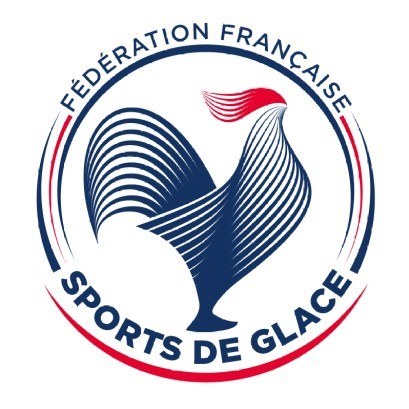 FÉDÉRATION FRANÇAISE
SPORTS DE GLACE